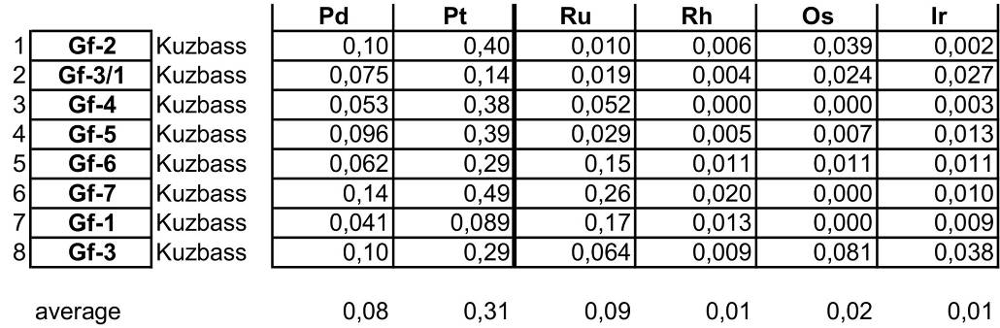 Pd Pt Ru Rh Os Ir
1 Gf-2 Kuzbass 0,10 0,40 0,010 0,006 0,039 0,002
2 Gf-3/1 Kuzbass 0,075 0,14 0,019 0,004 0,024 0,027
3 Gf-4 Kuzbass 0,053 0,38 0,052 0,000 0,000 0,003
4 Gf-5 Kuzbass 0,096 0,39 0,029 0,005 0,007 0,013
5 Gf-6 Kuzbass 0,062 0,29 0,15 0,011 0,011 0,011
6 Gf-7 Kuzbass 0,14 0,49 0,26 0,020 0,000 0,010
7 Gf-1 Kuzbass 0,041 0,089 0,17 0,013 0,000 0,009
8 Gf-3 Kuzbass 0,10 0,29 0,064 0,009 0,081 0,038
average 0,08 0,31 0,09 0,01 0,02 0,01